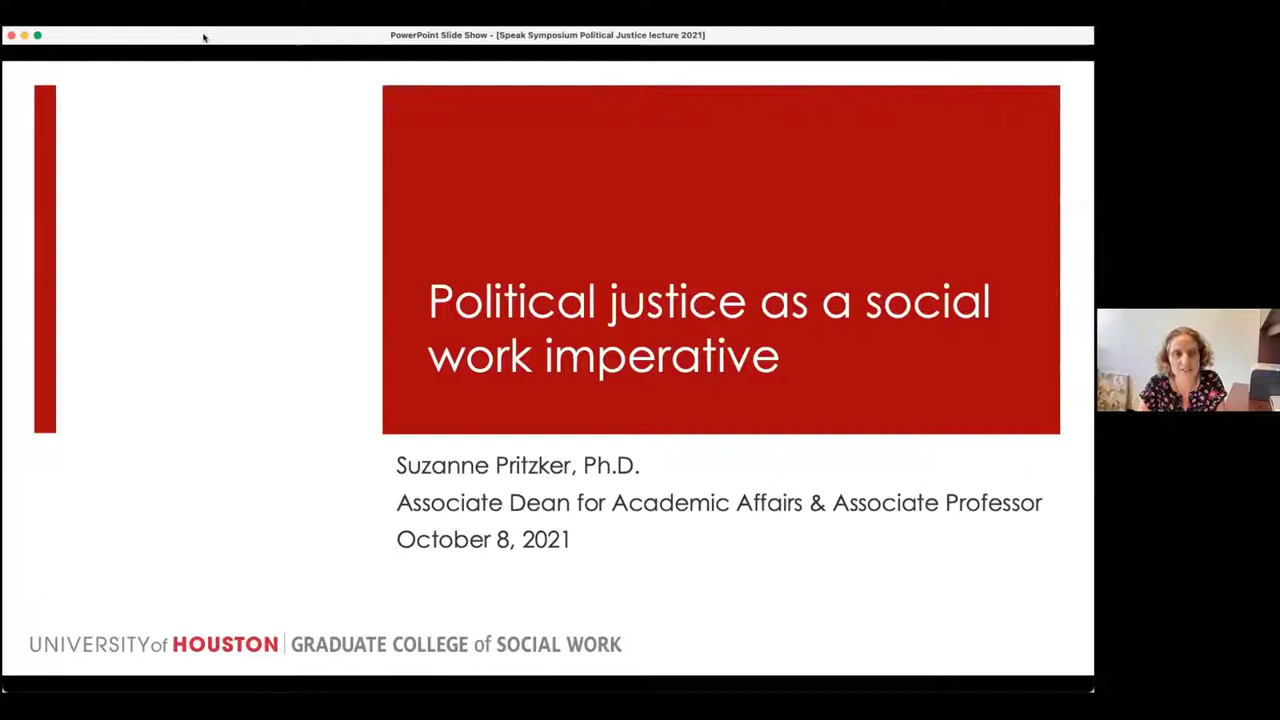 PowerPoint Slide Show - [Speak Symposium Political Justice lecture 2021]
Political justice as a social
work imperative
Suzanne Pritzker, Ph.D.
Associate Dean for Academic Affairs & Associate Professor
October 8, 2021
UNIVERSITY of HOUSTON | GRADUATE COLLEGE of SOCIAL WORK